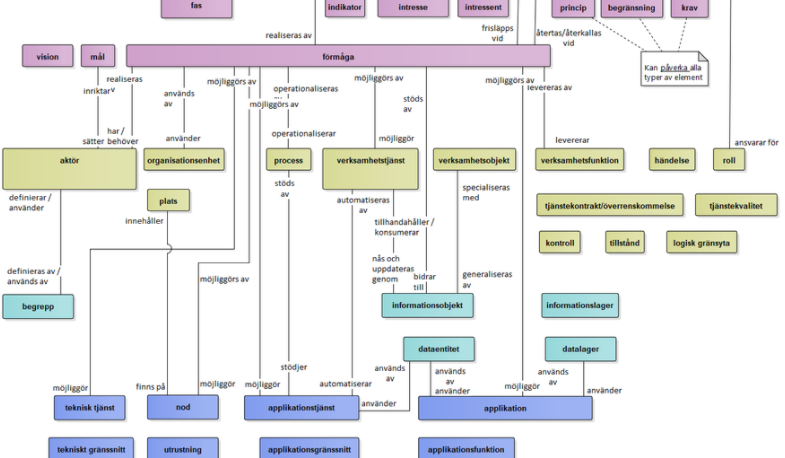 fas
indikator
intresse
intressent
princip
begränsning
krav
realiseras av
frisläpps
vid
återtas/återkallas
vid
vision
mål
förmåga
Kan påverka alla
typer av element
inriktar
realiseras
v
används
av
möjliggörs av
operationaliseras
av
möjliggörs av
möjliggörs av
stöds
av
möjliggörs av
levereras av
har /
sätter behöver
använder
operationaliserar
möjliggör
levererar
ansvarar för
aktör
organisationsenhet
process
verksamhetstjänst
verksamhetsobjekt
verksamhetsfunktion
händelse
roll
stöds
av
definierar /
använder
plats
innehåller
automatiseras
av
specialiseras
med
tjänstekontrakt/överrenskommelse
tjänstekvalitet
tillhandahåller /
konsumerar
kontroll
tillstånd
logisk gränsyta
nås och
uppdateras
genom
bidrar
till
definieras av /
används av
möjliggörs av
generaliseras
av
begrepp
informationsobjekt
informationslager
dataentitet
datalager
stödjer
används
av
används
av
använder
används
av
möjliggör
finns på
möjliggör
möjliggör
automatiserar
möjliggör
använder
teknisk tjänst
nod
applikationstjänst
använder
applikation
tekniskt gränssnitt
utrustning
applikationsgränssnitt
applikationsfunktion